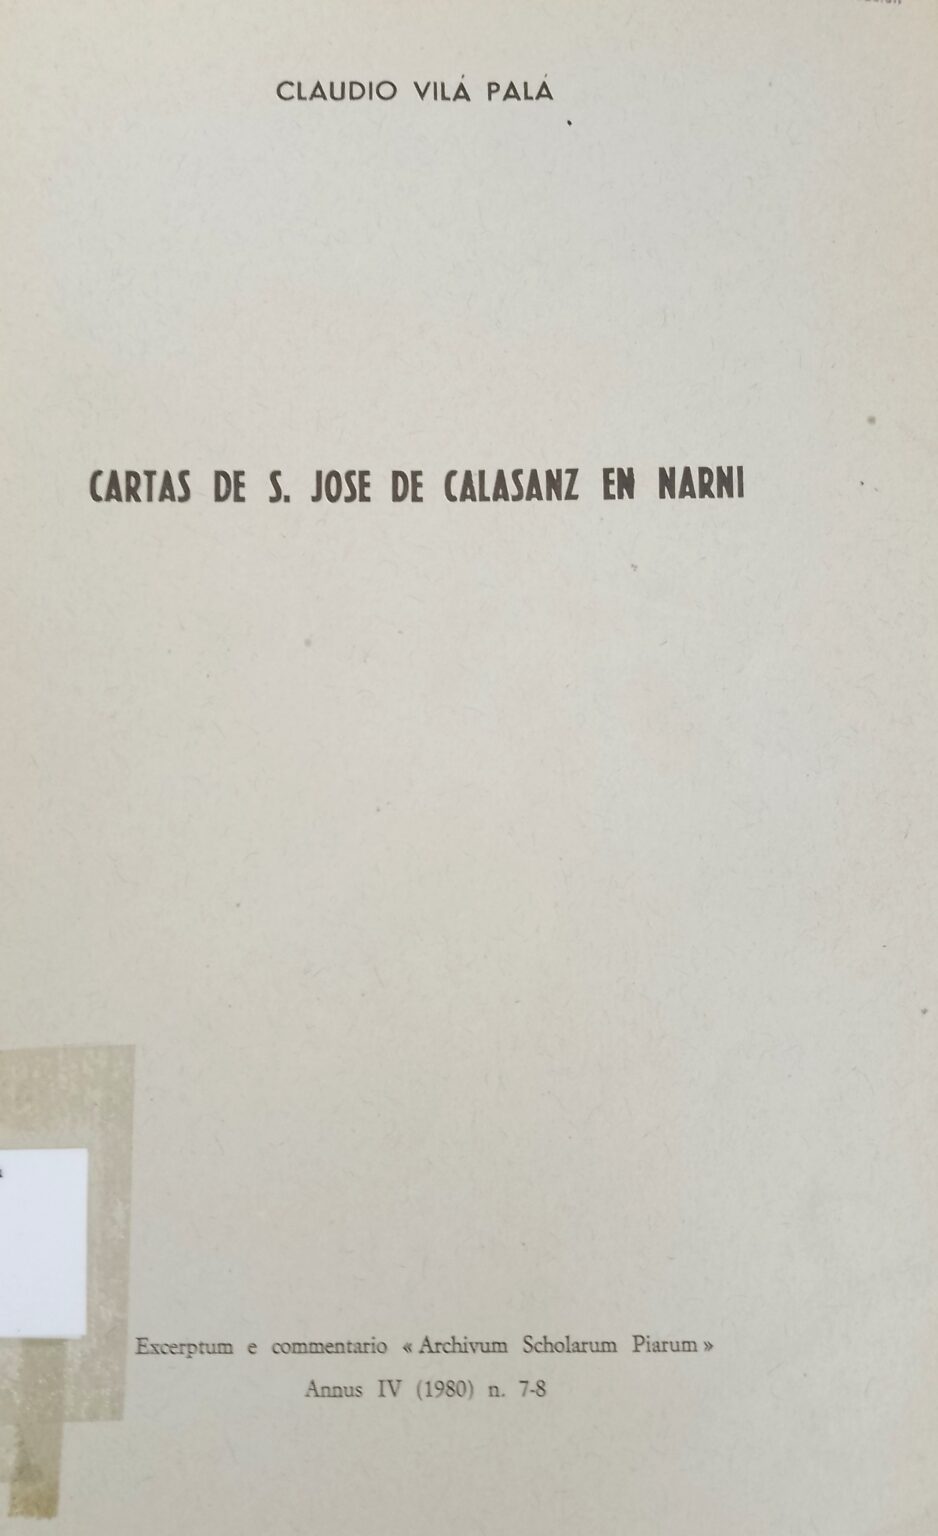 CLAUDIO VILÁ PALÁ
CARTAS DE S. JOSE DE CALASANZ EN NARNI
Excerptum e commentario « Archivum Scholarum Piarum »
Annus IV (1980) n. 7-8